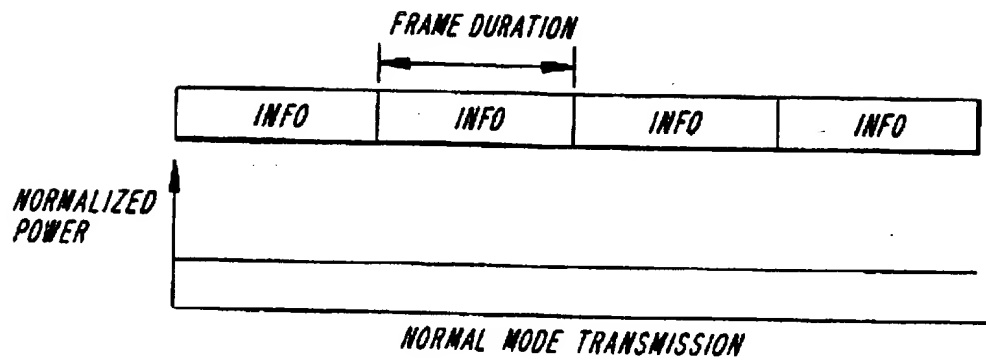 FRAME DURATION
INFO INFO INFO INFO
NORMALIZED
POWER
NORMAL MODE TRANSMISSION